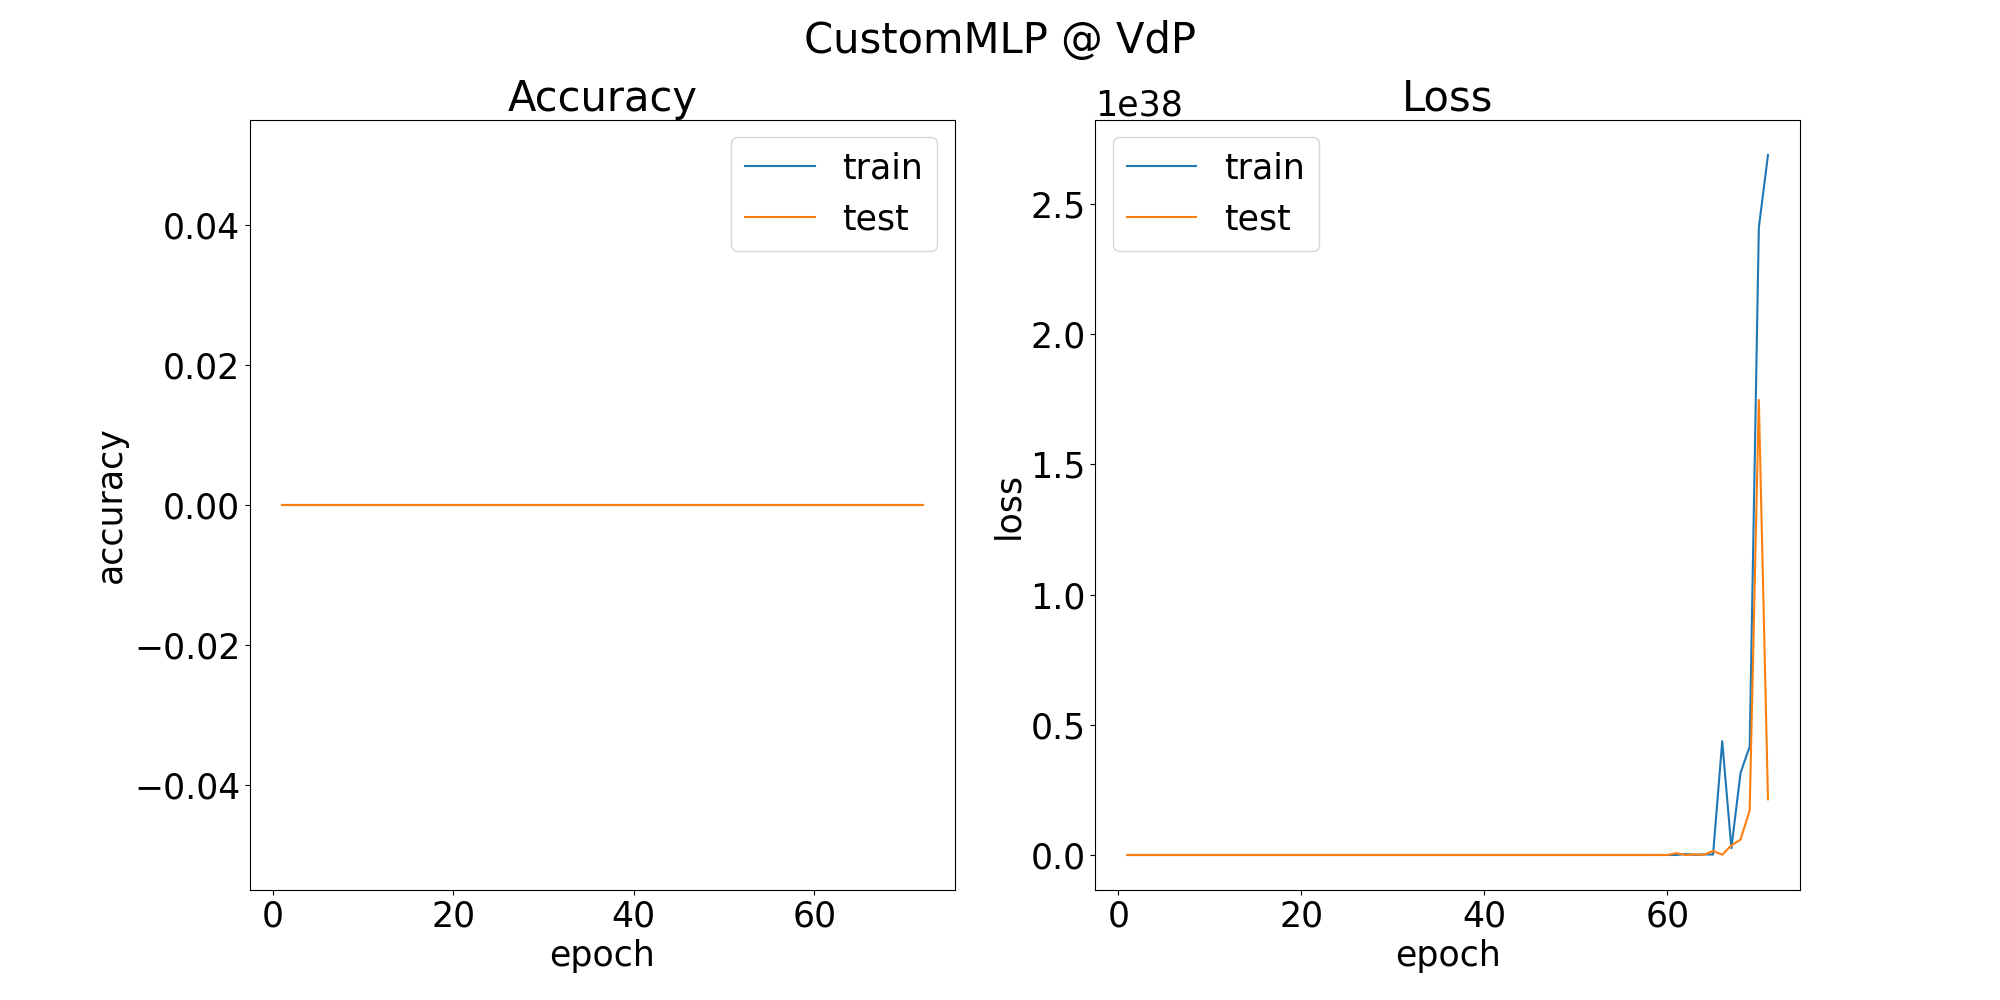 CustomMLP @ VdP
Accuracy
train
test
0.04
0.02
0.00
−0.02
−0.04
accuracy
0 20 40 60
epoch
Loss
1e38
train
test
2.5
2.0
1.5
1.0
0.5
0.0
loss
0 20 40 60
epoch